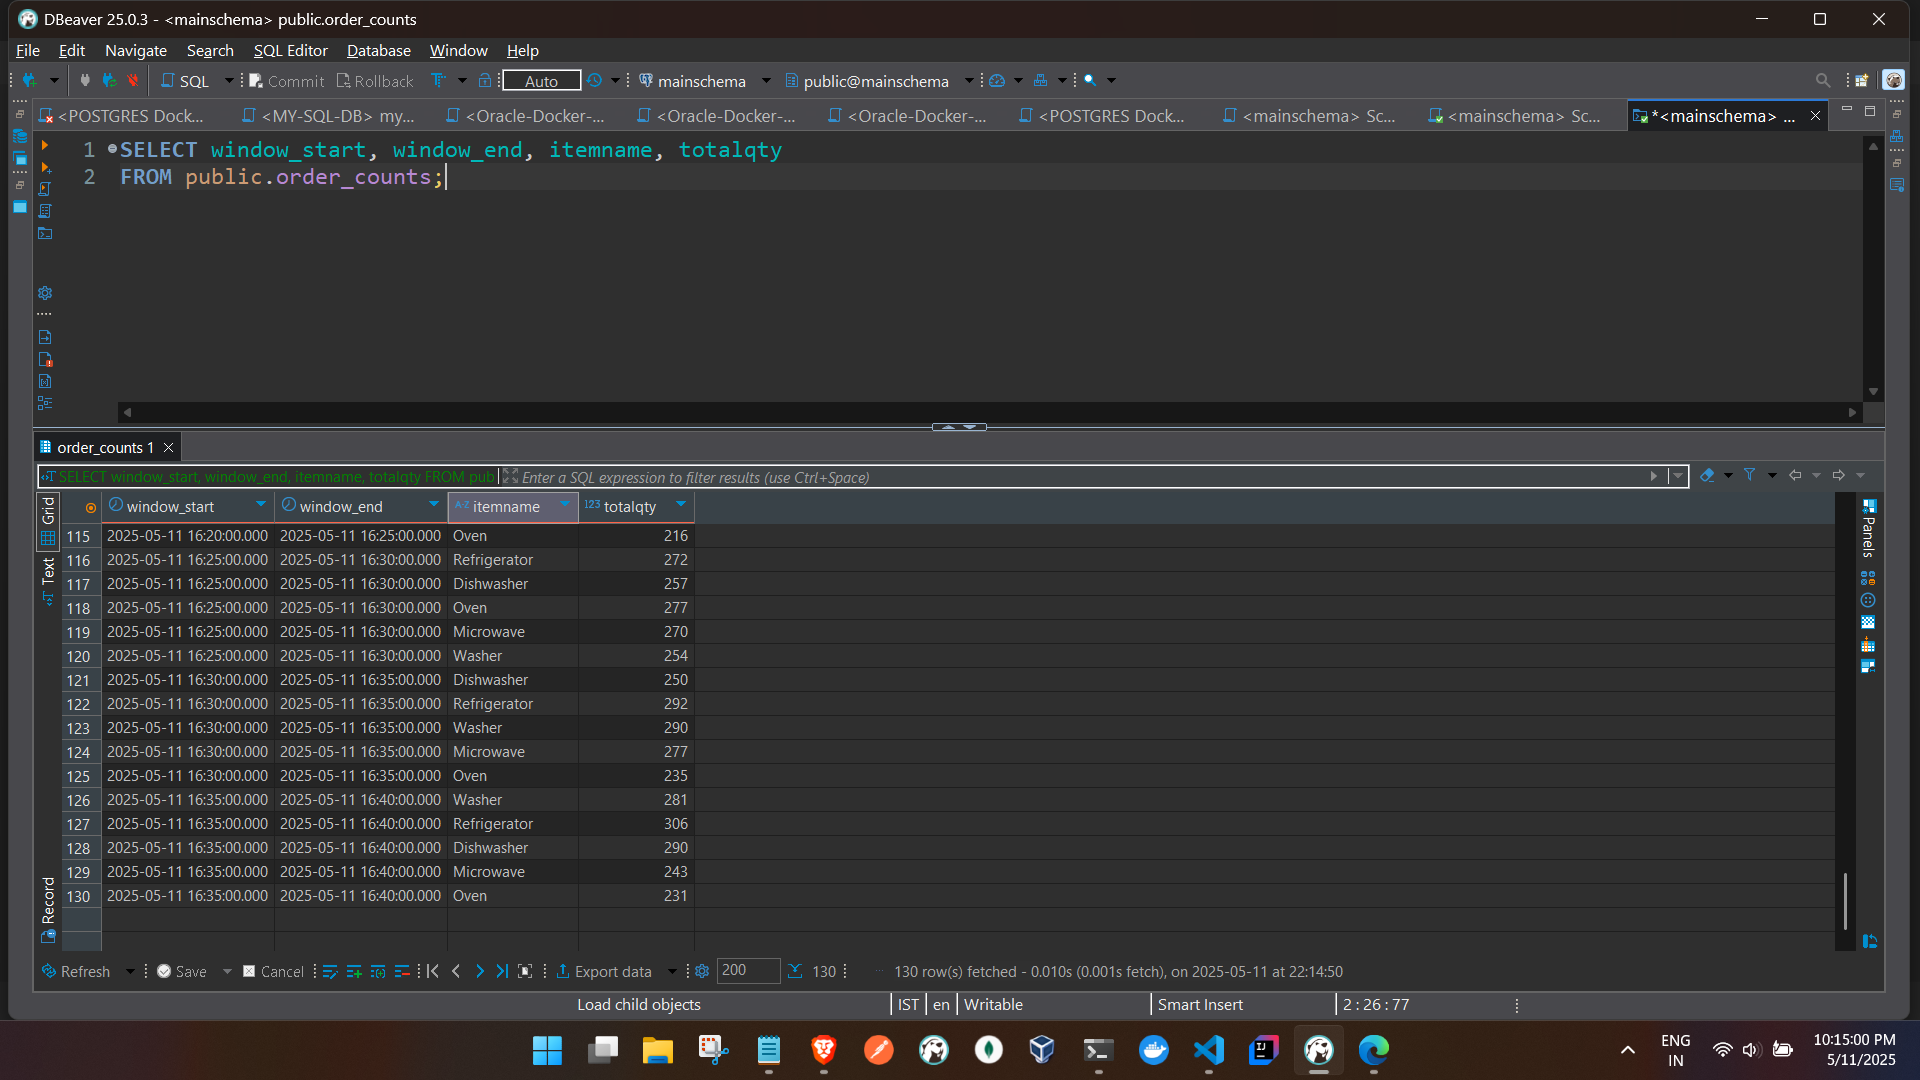 DBeaver 25.0.3 - <mainschema> public.order_counts
File Edit Navigate Search SQL Editor Database Window Help
SQL Commit Rollback Auto mainschema public@mainschema
<POSTGRES Dock... <MY-SQL-DB> my... <Oracle-Docker-... <Oracle-Docker-... <Oracle-Docker-... <POSTGRES Dock... <mainschema> Sc... <mainschema> Sc... *<mainschema> ...
1 SELECT window_start, window_end, itemname, totalqty
2 FROM public.order_counts;
order_counts 1
SELECT window_start, window_end, itemname, totalqty FROM pub Enter a SQL expression to filter results (use Ctrl+Space)
Grid
Text
Record
Panels
window_start window_end A-Z itemname 123 totalqty
115 2025-05-11 16:20:00.000 2025-05-11 16:25:00.000 Oven 216
116 2025-05-11 16:25:00.000 2025-05-11 16:30:00.000 Refrigerator 272
117 2025-05-11 16:25:00.000 2025-05-11 16:30:00.000 Dishwasher 257
118 2025-05-11 16:25:00.000 2025-05-11 16:30:00.000 Oven 277
119 2025-05-11 16:25:00.000 2025-05-11 16:30:00.000 Microwave 270
120 2025-05-11 16:25:00.000 2025-05-11 16:30:00.000 Washer 254
121 2025-05-11 16:30:00.000 2025-05-11 16:35:00.000 Dishwasher 250
122 2025-05-11 16:30:00.000 2025-05-11 16:35:00.000 Refrigerator 292
123 2025-05-11 16:30:00.000 2025-05-11 16:35:00.000 Washer 290
124 2025-05-11 16:30:00.000 2025-05-11 16:35:00.000 Microwave 277
125 2025-05-11 16:30:00.000 2025-05-11 16:35:00.000 Oven 235
126 2025-05-11 16:35:00.000 2025-05-11 16:40:00.000 Washer 281
127 2025-05-11 16:35:00.000 2025-05-11 16:40:00.000 Refrigerator 306
128 2025-05-11 16:35:00.000 2025-05-11 16:40:00.000 Dishwasher 290
129 2025-05-11 16:35:00.000 2025-05-11 16:40:00.000 Microwave 243
130 2025-05-11 16:35:00.000 2025-05-11 16:40:00.000 Oven 231
Refresh Save Cancel Export data 200 130 130 row(s) fetched - 0.010s (0.001s fetch), on 2025-05-11 at 22:14:50
Load child objects IST en Writable Smart Insert 2 : 26 : 77
ENG
IN
10:15:00 PM
5/11/2025